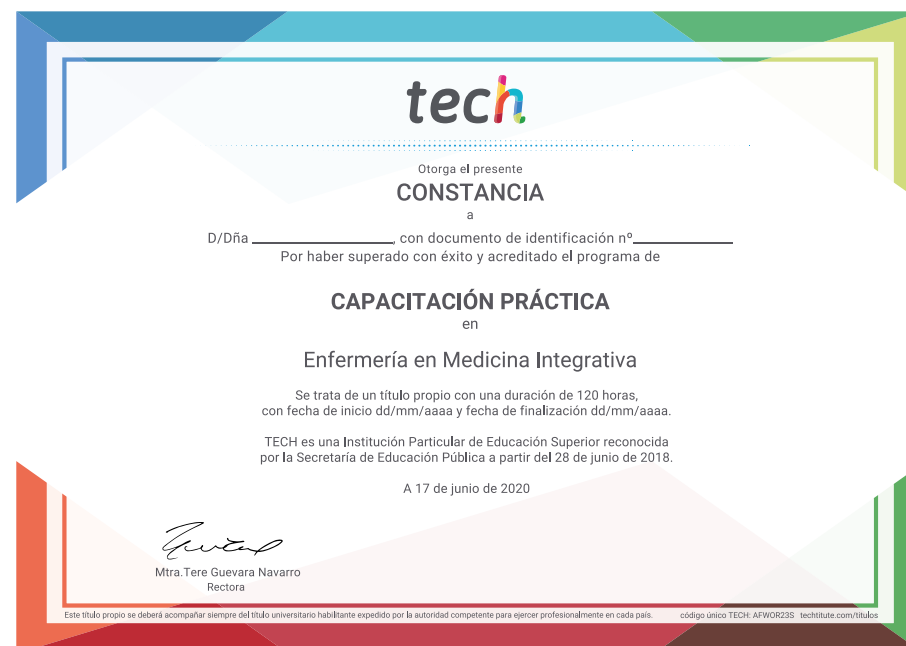 tech
Otorga el presente
CONSTANCIA
a
D/Dña ____________________, con documento de identificación nº______________
Por haber superado con éxito y acreditado el programa de
CAPACITACIÓN PRÁCTICA
en
Enfermería en Medicina Integrativa
Se trata de un título propio con una duración de 120 horas,
con fecha de inicio dd/mm/aaaa y fecha de finalización dd/mm/aaaa.
TECH es una Institución Particular de Educación Superior reconocida
por la Secretaría de Educación Pública a partir del 28 de junio de 2018.
A 17 de junio de 2020
Mtra.Tere Guevara Navarro
Rectora
Este título propio se deberá acompañar siempre del título universitario habilitante expedido por la autoridad competente para ejercer profesionalmente en cada país. código único TECH: AFWOR23S techtitute.com/titulos